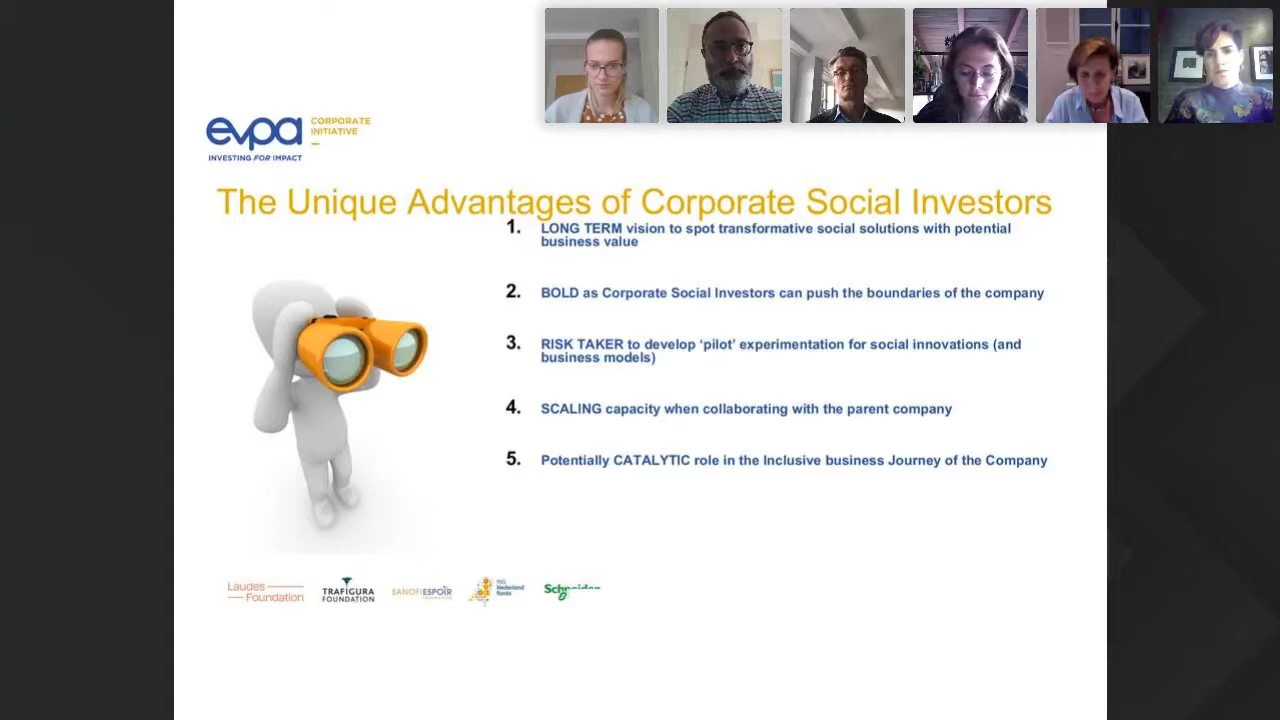 evpa
CORPORATE
INITIATIVE
INVESTING FOR IMPACT
The Unique Advantages of Corporate Social Investors
1. LONG TERM vision to spot transformative social solutions with potential
business value
2. BOLD as Corporate Social Investors can push the boundaries of the company
3. RISK TAKER to develop ‘pilot’ experimentation for social innovations (and
business models)
4. SCALING capacity when collaborating with the parent company
5. Potentially CATALYTIC role in the Inclusive business Journey of the Company
Laudes
Foundation
TRAFIGURA
FOUNDATION
SANOFI ESPOIR
ING
Nederland
fonds
Schneider